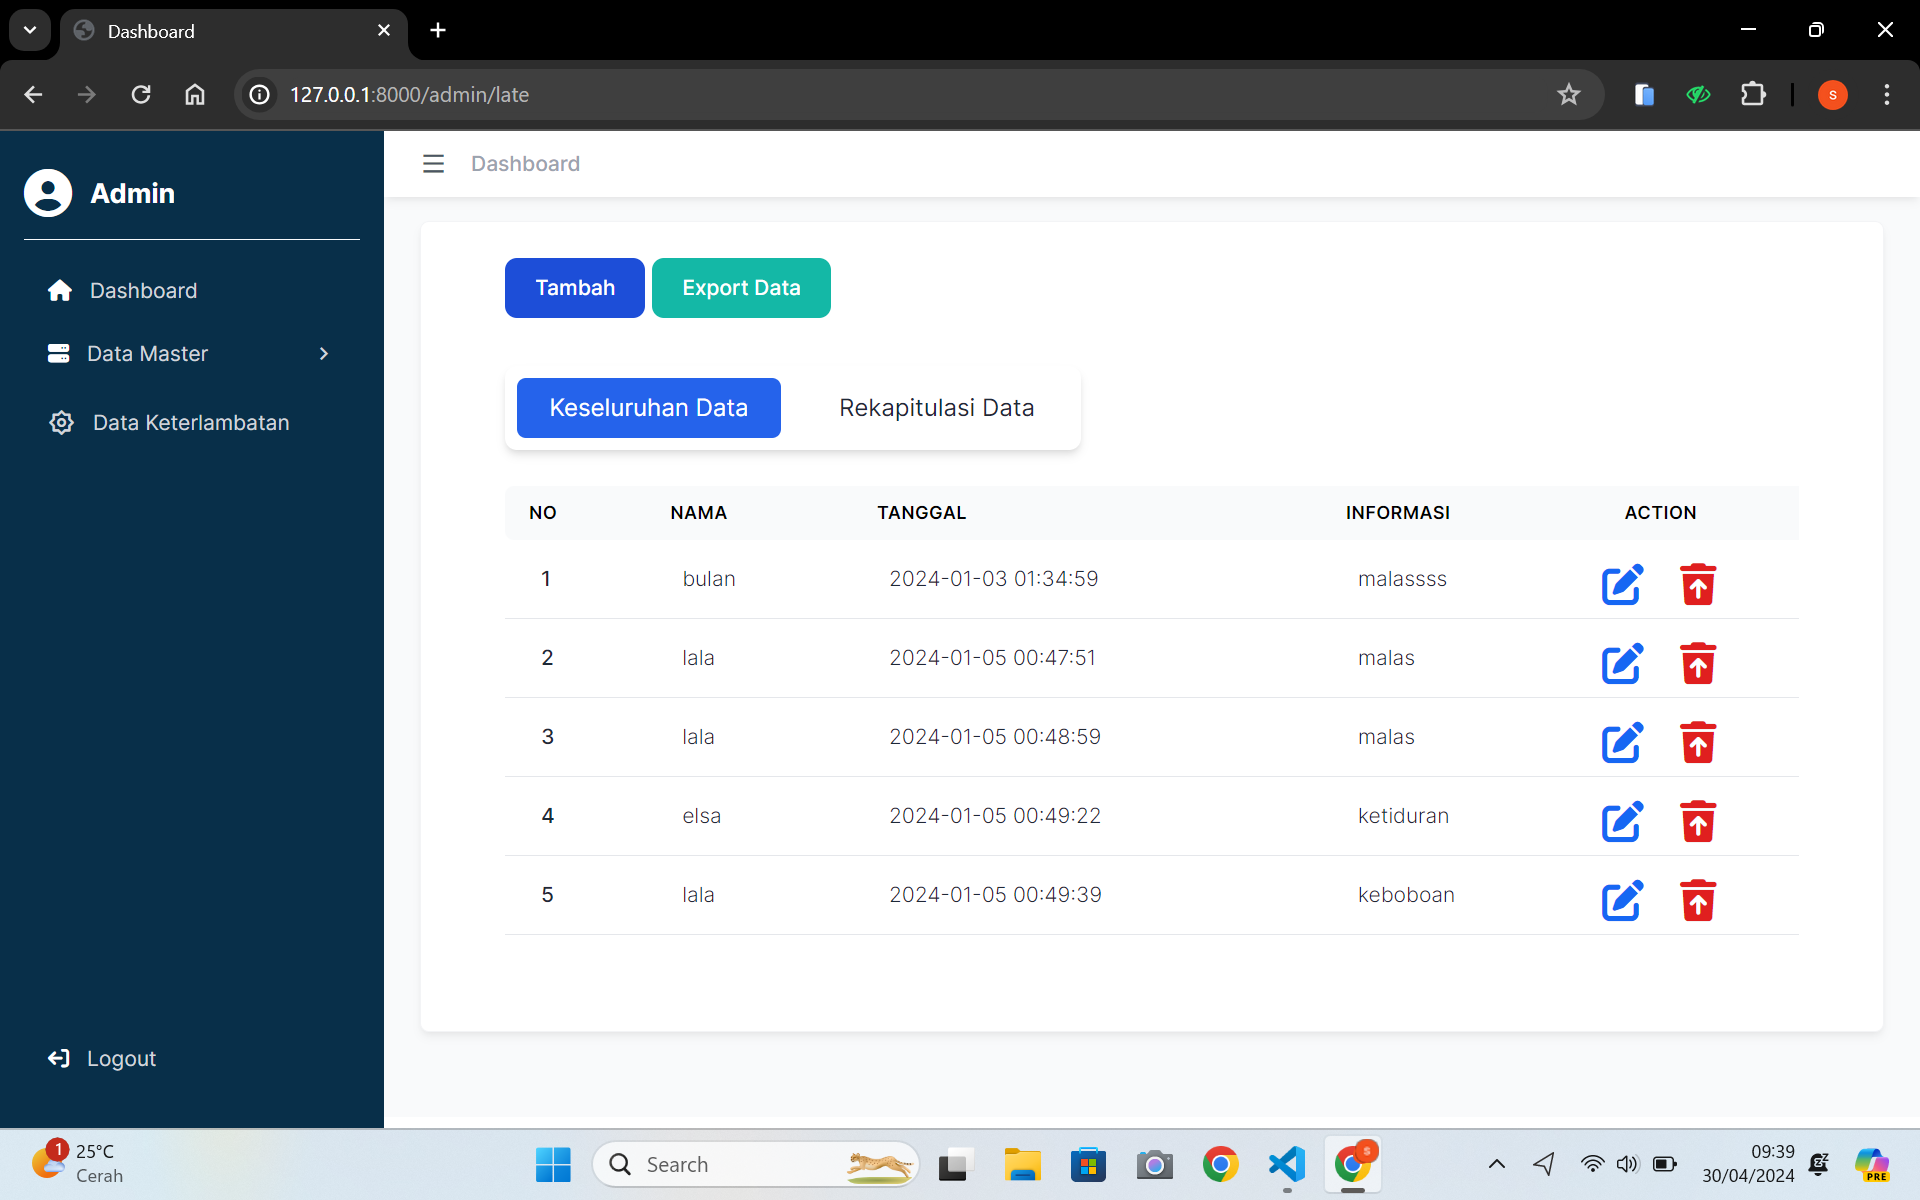 Dashboard
127.0.0.1:8000/admin/late
S
Admin
Dashboard
Data Master
Data Keterlambatan
Logout
Dashboard
Tambah Export Data
Keseluruhan Data Rekapitulasi Data
NO NAMA TANGGAL INFORMASI ACTION
1 bulan 2024-01-03 01:34:59 malassss
2 lala 2024-01-05 00:47:51 malas
3 lala 2024-01-05 00:48:59 malas
4 elsa 2024-01-05 00:49:22 ketiduran
5 lala 2024-01-05 00:49:39 keboboan
1
25°C
Cerah
Search
S
09:39
30/04/2024
PRE